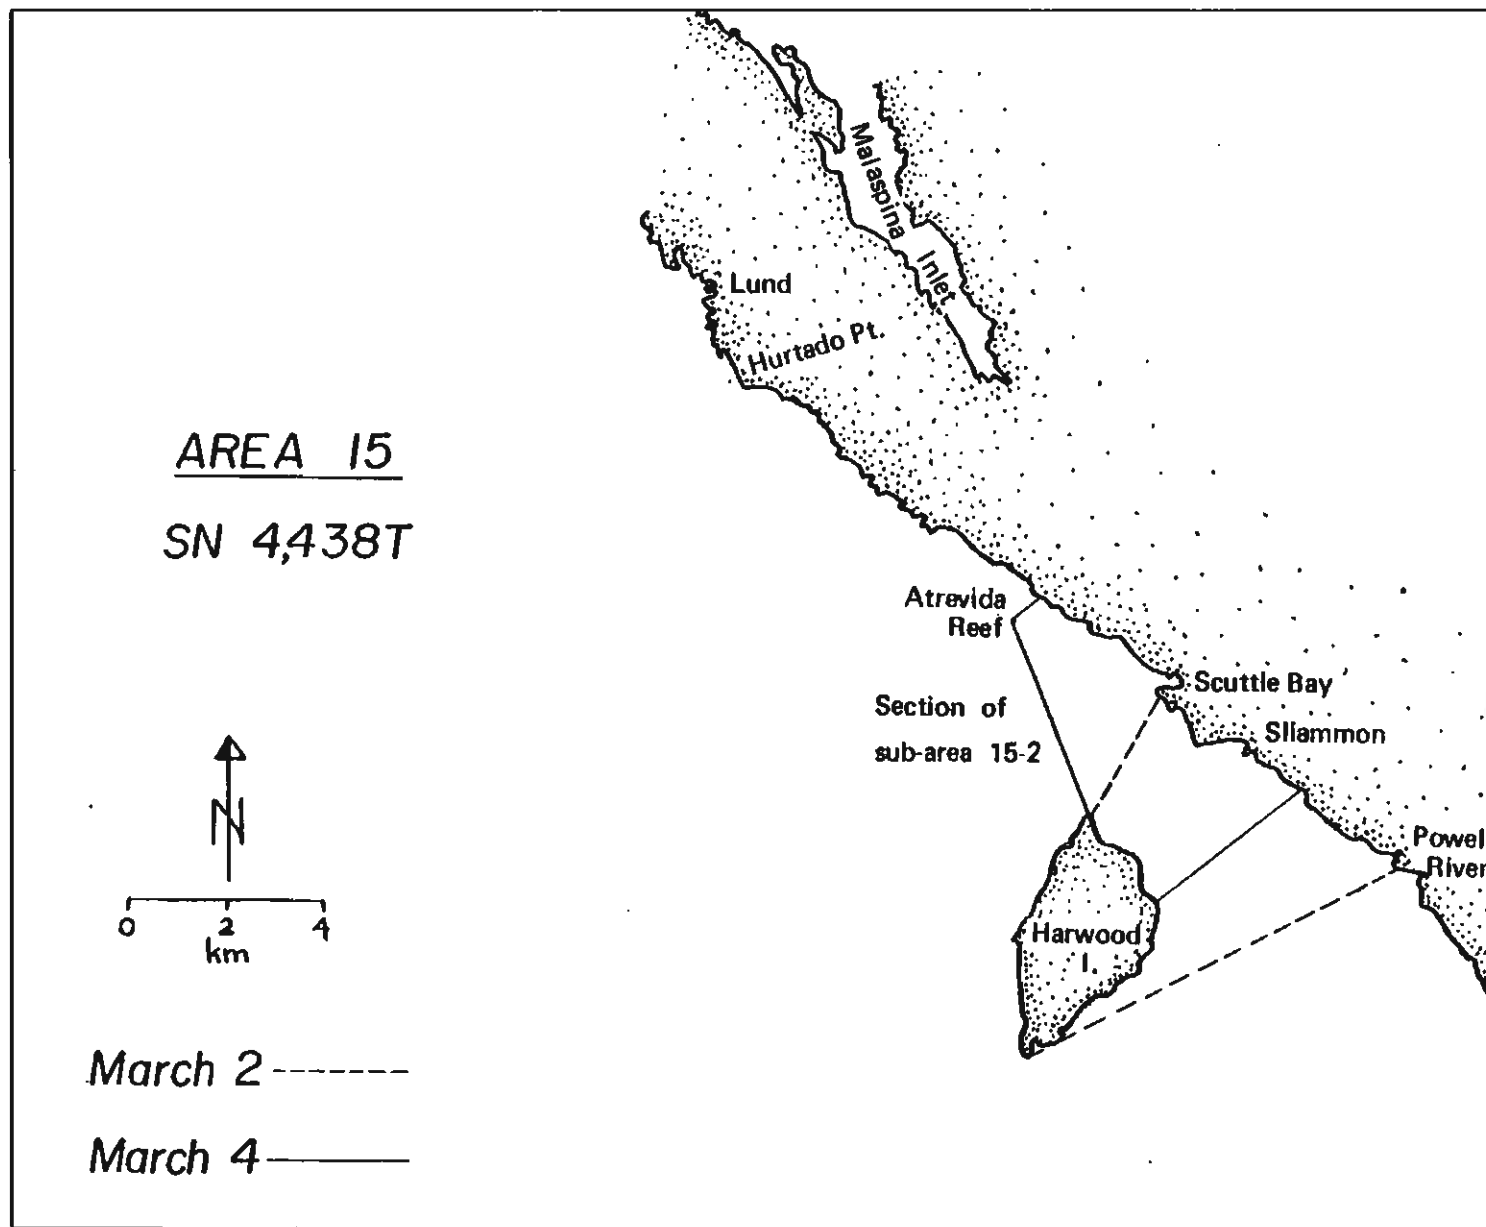 Malaspina
Inlet
Lund
Hurtado Pt.
AREA 15
SN 4,438T
Atrevida
Reef
Scuttle Bay
Section of
sub-area 15-2
Sliammon
N
Powell
River
Harwood
I.
0 2 4
km
March 2
March 4